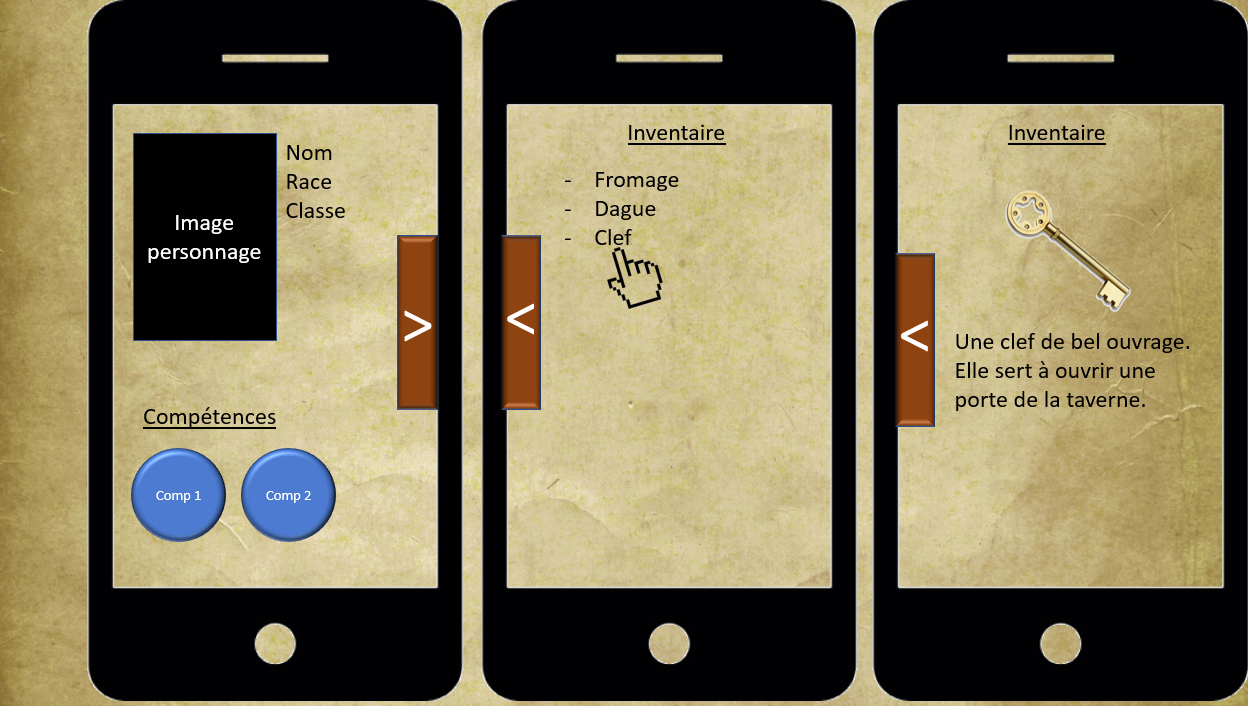 Image
personnage
Nom
Race
Classe
>
Compétences
Comp 1
Comp 2
Inventaire
- Fromage
- Dague
- Clef
<
Inventaire
<
Une clef de bel ouvrage.
Elle sert à ouvrir une
porte de la taverne.